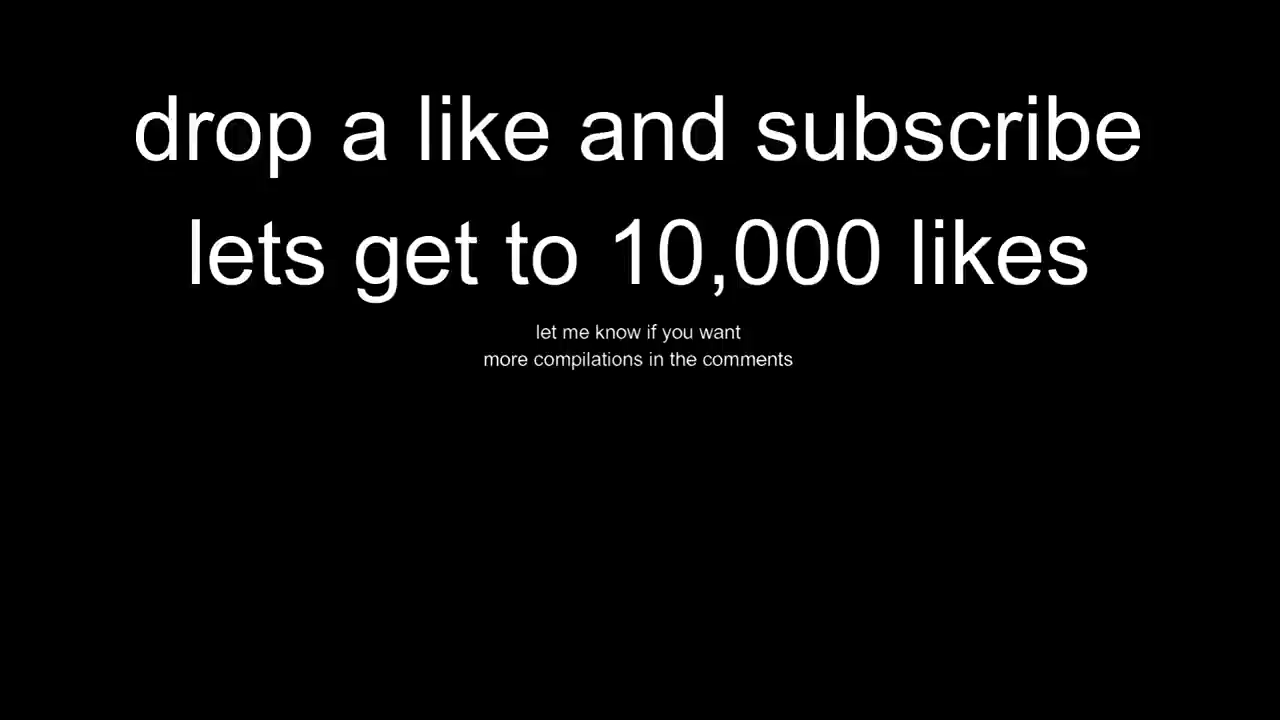 drop a like and subscribe
lets get to 10,000 likes
let me know if you want
more compilations in the comments